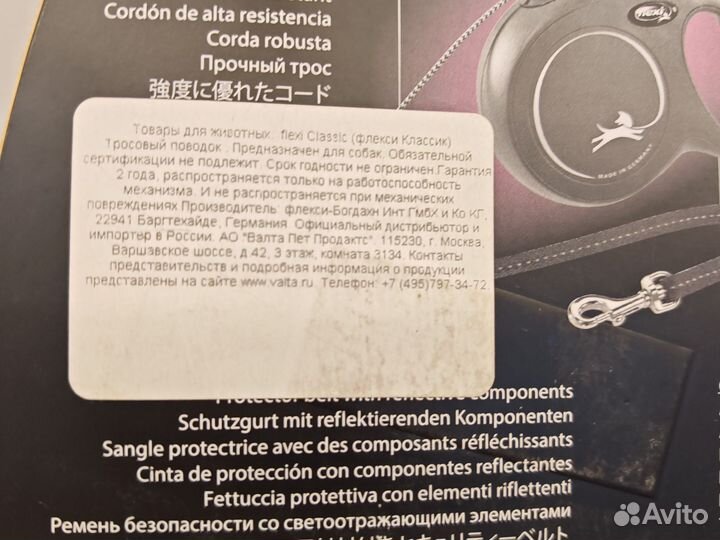 Cordón de alta resistencia
Corda robusta
Прочный трос
強度に優れたコード
flexi
MADE IN GERMANY
Товары для животных. flexi Classic (флекси Классик)
Тросовый поводок . Предназначен для собак. Обязательной
сертификации не подлежит. Срок годности не ограничен.Гарантия
2 года, распространяется только на работоспособность
механизма. И не распространяется при механических
повреждениях Производитель: флекси-Богдахн Инт ГмбХ и Ко КГ,
22941 Баргтехайде, Германия. Официальный дистрибьютор и
импортер в России. АО "Валта Пет Продактс". 115230, г. Москва,
Варшавское шоссе, д.42, 3 этаж, комната 3134. Контакты
представительств и подробная информация о продукции
представлены на сайте www.valta.ru. Телефон: +7 (495)797-34-72
Protector belt with reflective components
Schutzgurt mit reflektierenden Komponenten
Sangle protectrice avec des composants réfléchissants
Cinta de protección con componentes reflectantes
Fettuccia protettiva con elementi riflettenti
Ремень безопасности со светоотражающими элементами
Avito